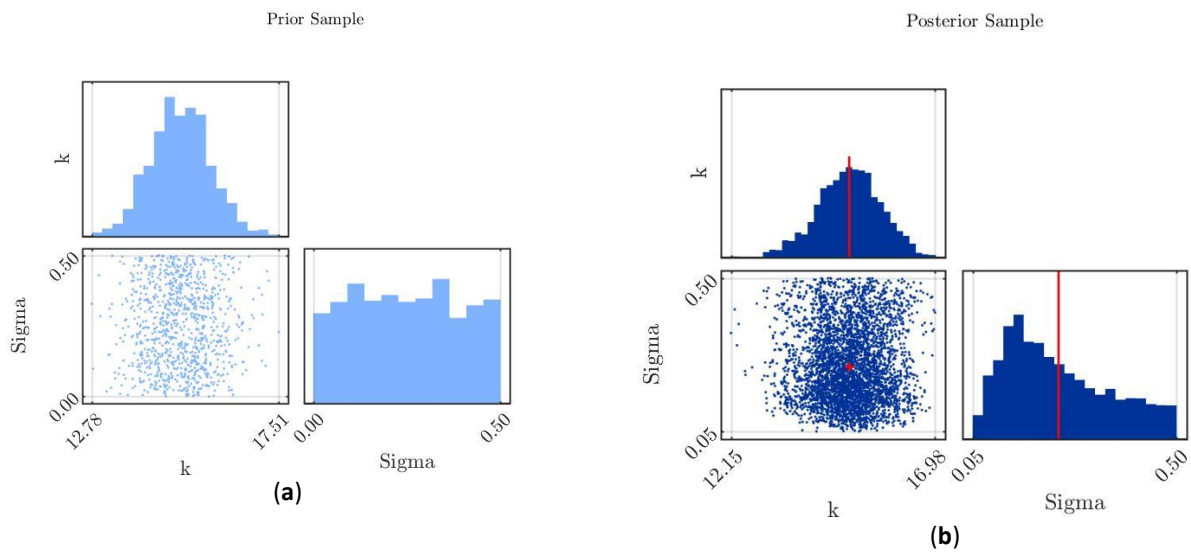 Prior Sample
k
Sigma
0.50
0.00
12.78
17.51
k
0.00
0.50
Sigma
(a)
Posterior Sample
k
Sigma
0.50
0.05
12.15
16.98
k
0.05
0.50
Sigma
(b)